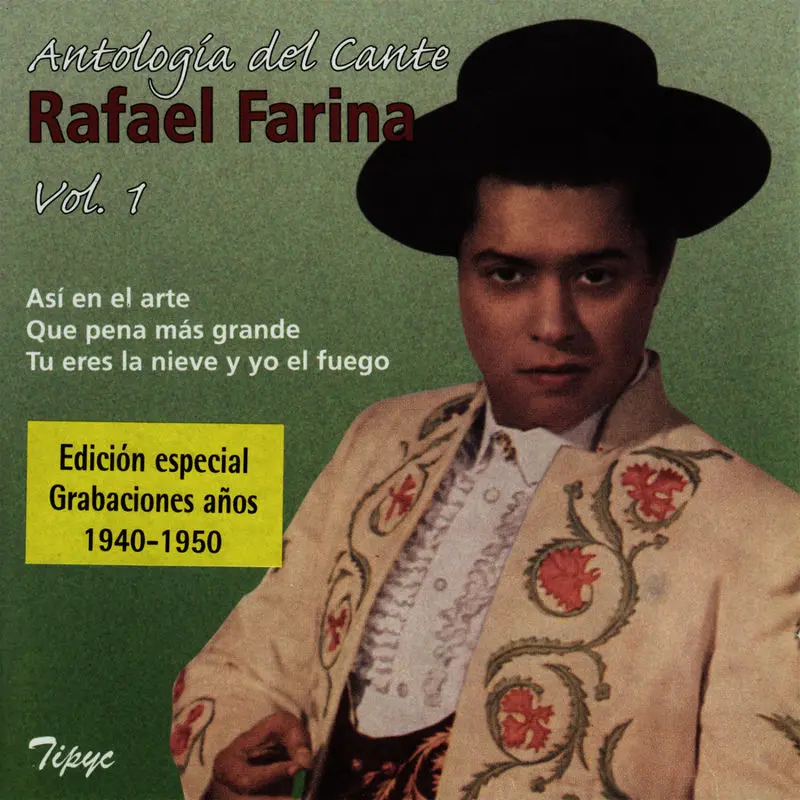 Antología del Cante
Rafael Farina
Vol. 1
Así en el arte
Que pena más grande
Tu eres la nieve y yo el fuego
Edición especial
Grabaciones años
1940-1950
Tipyc